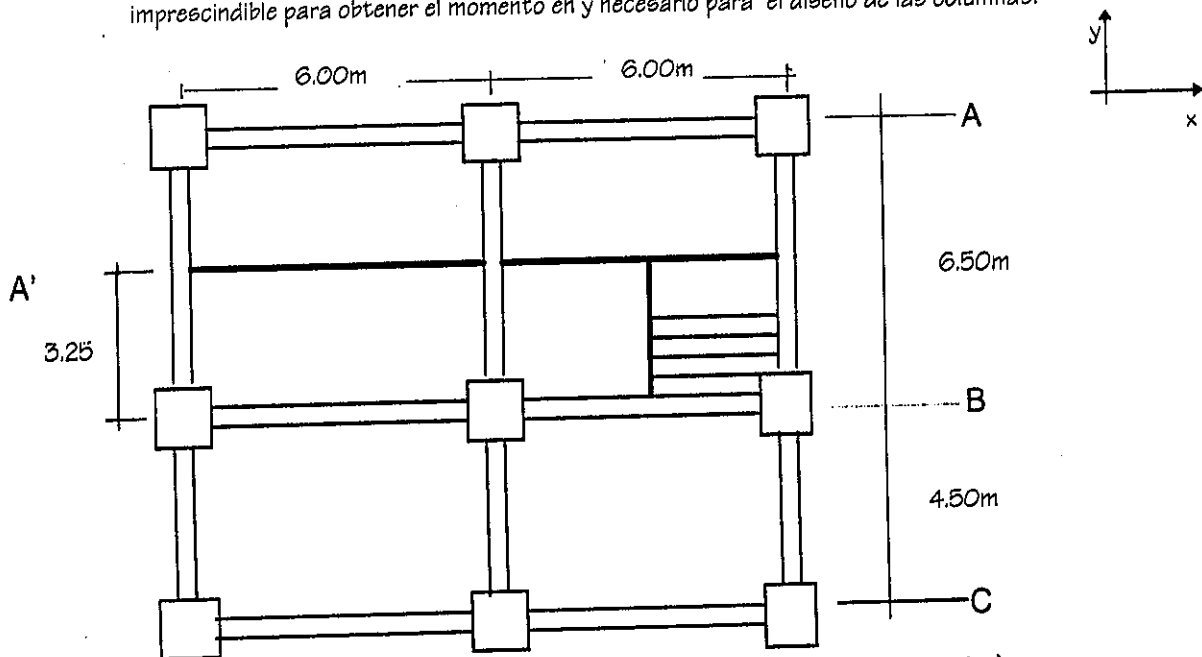 imprescindible para obtener el momento en y necesario para el diseño de las columnas.
y
x
6.00m
6.00m
A
A'
6.50m
3.25
B
4.50m
C